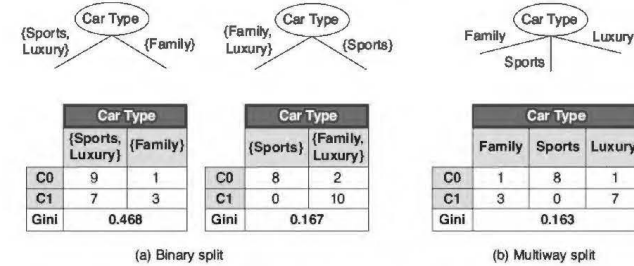 Car Type
{Sports,
Luxury}
{Family}
Car Type
{Family,
Luxury}
{Sports}
Car Type
Family
Sports
Luxury
Car Type
{Sports,
Luxury}
{Family}
C0 9 1
C1 7 3
Gini 0.468
Car Type
{Sports}
{Family,
Luxury}
C0 8 2
C1 0 10
Gini 0.167
Car Type
Family Sports Luxury
C0 1 8 1
C1 3 0 7
Gini 0.163
(a) Binary split
(b) Multiway split